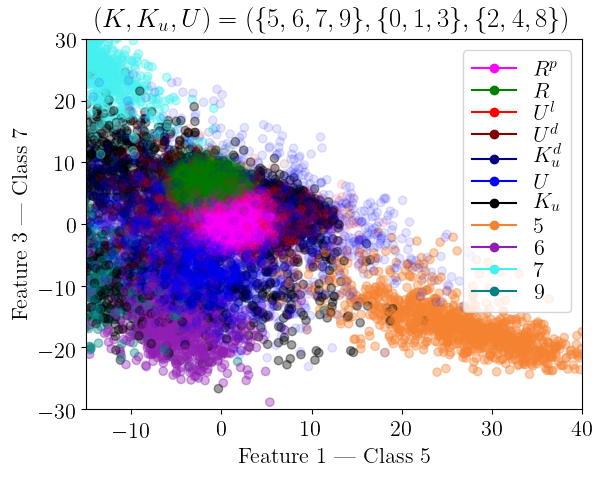 (K, K_u, U) = ({5, 6, 7, 9}, {0, 1, 3}, {2, 4, 8})
R^p
R
U^l
U^d
K_u^d
U
K_u
5
6
7
9
30
20
10
0
−10
−20
−30
Feature 3 — Class 7
−10
0
10
20
30
40
Feature 1 — Class 5